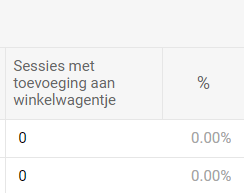 Sessies met
toevoeging aan
winkelwagentje
%
0 0.00%
0 0.00%